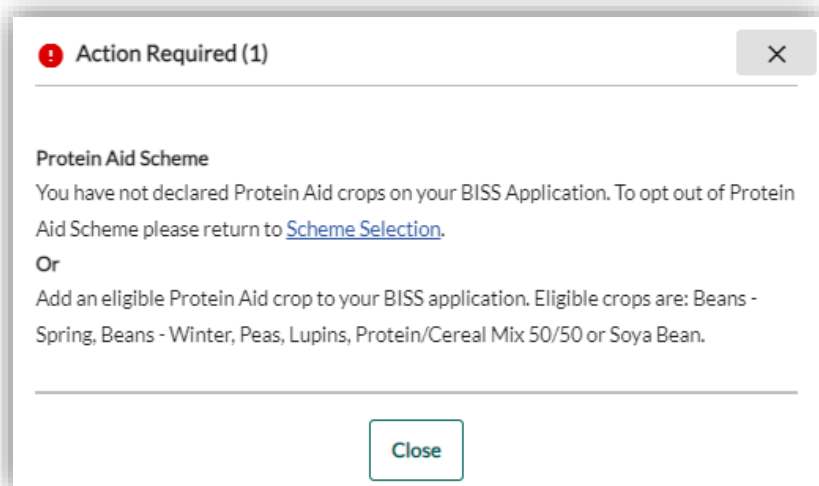 Action Required (1)
Protein Aid Scheme
You have not declared Protein Aid crops on your BISS Application. To opt out of Protein
Aid Scheme please return to Scheme Selection.
Or
Add an eligible Protein Aid crop to your BISS application. Eligible crops are: Beans -
Spring, Beans - Winter, Peas, Lupins, Protein/Cereal Mix 50/50 or Soya Bean.
Close